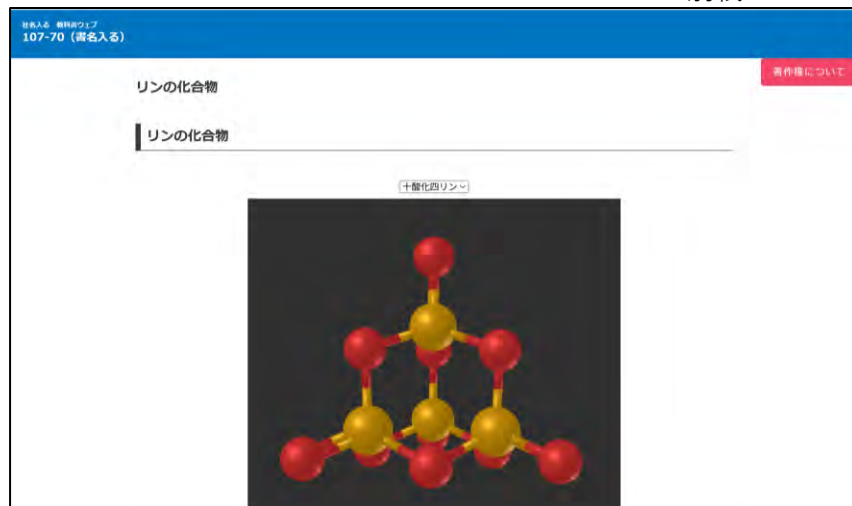 社名入る 教科書ウェブ
107-70（書名入る）
著作権について
リンの化合物
リンの化合物
十酸化四リン